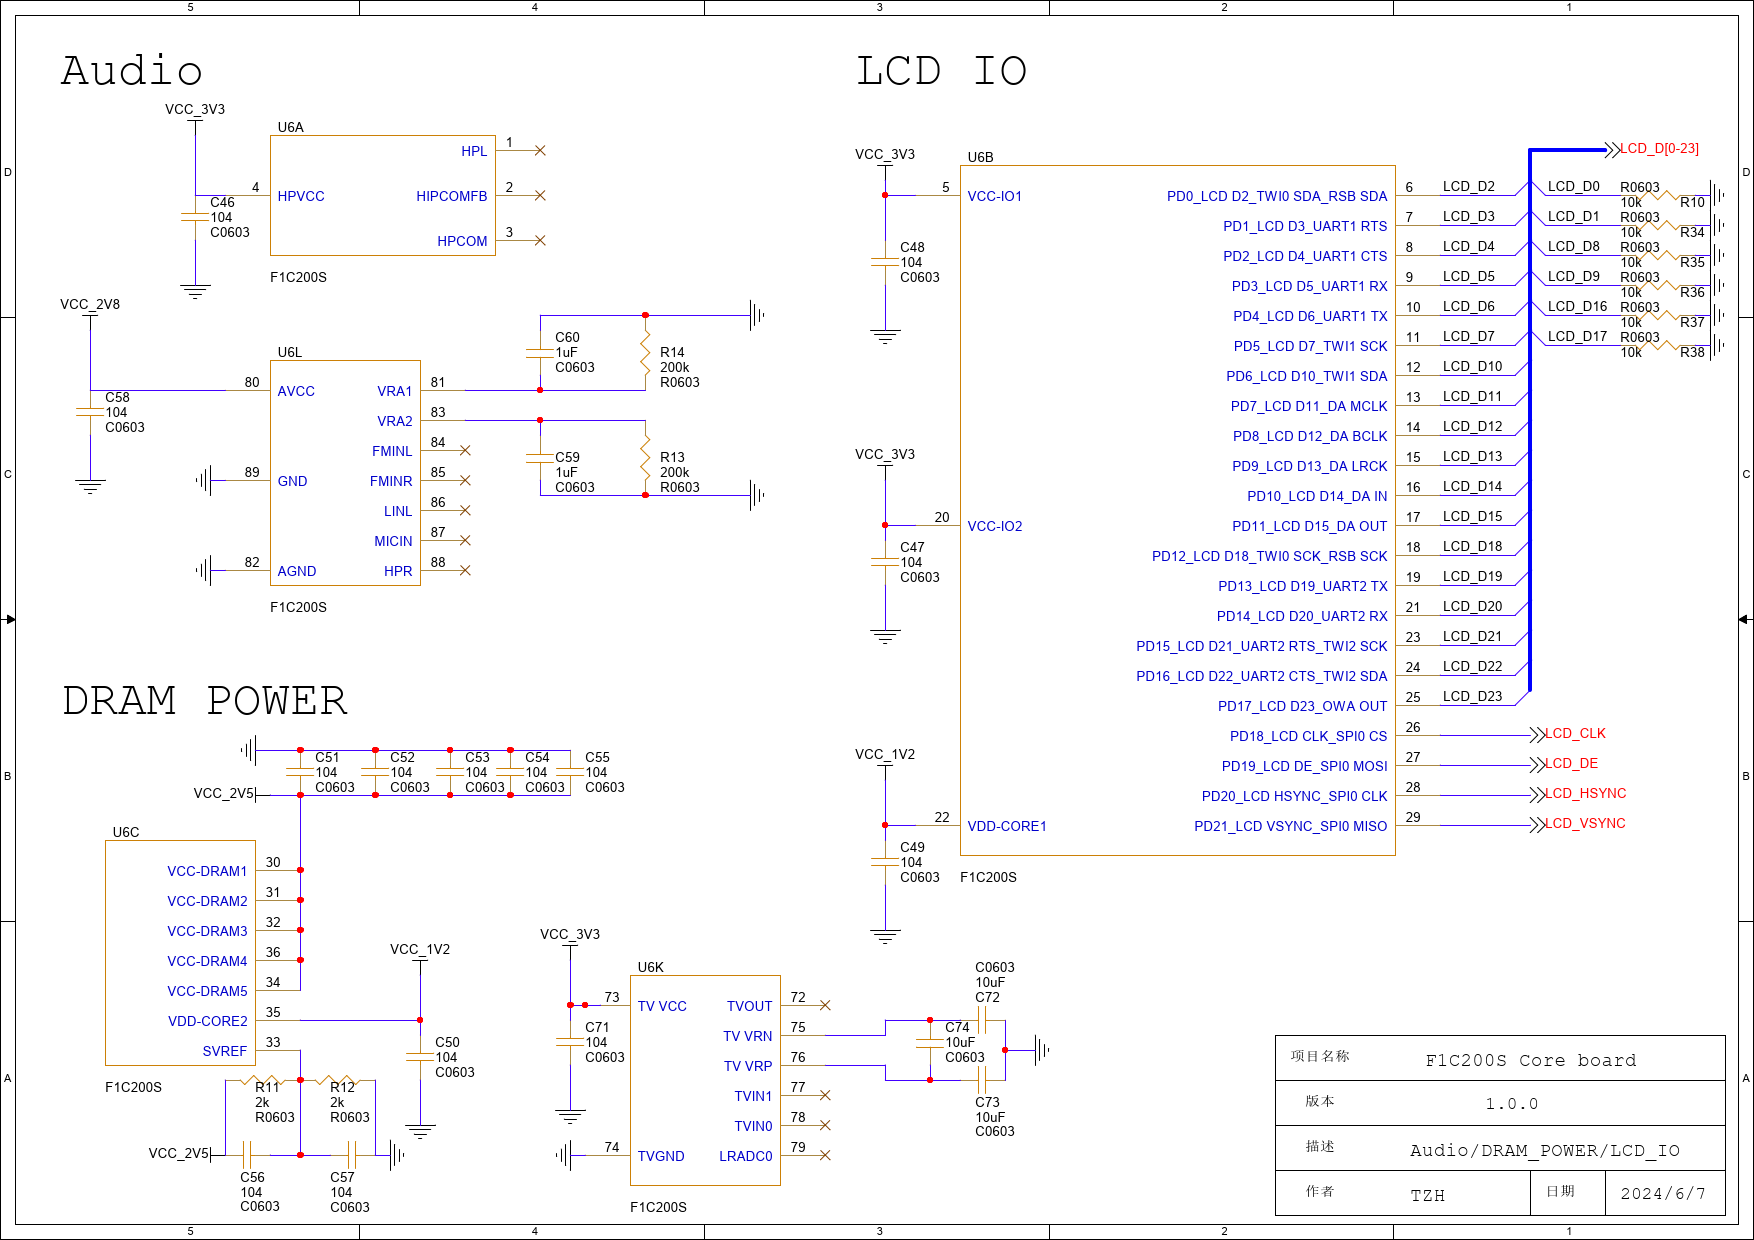 5 4 3 2 1
D
C
B
A
D
C
B
A
Audio
VCC_3V3
U6A
4 HPVCC
HPL 1
HIPCOMFB 2
HPCOM 3
C46
104
C0603
F1C200S
VCC_2V8
U6L
80 AVCC
89 GND
82 AGND
VRA1 81
VRA2 83
FMINL 84
FMINR 85
LINL 86
MICIN 87
HPR 88
F1C200S
C58
104
C0603
C60
1uF
C0603
R14
200k
R0603
C59
1uF
C0603
R13
200k
R0603
LCD IO
VCC_3V3
U6B
5 VCC-IO1
C48
104
C0603
VCC_3V3
20 VCC-IO2
C47
104
C0603
VCC_1V2
22 VDD-CORE1
C49
104
C0603
F1C200S
LCD_D[0-23]
PD0_LCD D2_TWI0 SDA_RSB SDA 6 LCD_D2
PD1_LCD D3_UART1 RTS 7 LCD_D3
PD2_LCD D4_UART1 CTS 8 LCD_D4
PD3_LCD D5_UART1 RX 9 LCD_D5
PD4_LCD D6_UART1 TX 10 LCD_D6
PD5_LCD D7_TWI1 SCK 11 LCD_D7
PD6_LCD D10_TWI1 SDA 12 LCD_D10
PD7_LCD D11_DA MCLK 13 LCD_D11
PD8_LCD D12_DA BCLK 14 LCD_D12
PD9_LCD D13_DA LRCK 15 LCD_D13
PD10_LCD D14_DA IN 16 LCD_D14
PD11_LCD D15_DA OUT 17 LCD_D15
PD12_LCD D18_TWI0 SCK_RSB SCK 18 LCD_D18
PD13_LCD D19_UART2 TX 19 LCD_D19
PD14_LCD D20_UART2 RX 21 LCD_D20
PD15_LCD D21_UART2 RTS_TWI2 SCK 23 LCD_D21
PD16_LCD D22_UART2 CTS_TWI2 SDA 24 LCD_D22
PD17_LCD D23_OWA OUT 25 LCD_D23
PD18_LCD CLK_SPI0 CS 26 LCD_CLK
PD19_LCD DE_SPI0 MOSI 27 LCD_DE
PD20_LCD HSYNC_SPI0 CLK 28 LCD_HSYNC
PD21_LCD VSYNC_SPI0 MISO 29 LCD_VSYNC
LCD_D0 R0603
10k R10
LCD_D1 R0603
10k R34
LCD_D8 R0603
10k R35
LCD_D9 R0603
10k R36
LCD_D16 R0603
10k R37
LCD_D17 R0603
10k R38
DRAM POWER
C51 C52 C53 C54 C55
104 104 104 104 104
C0603 C0603 C0603 C0603 C0603
VCC_2V5
U6C
VCC-DRAM1 30
VCC-DRAM2 31
VCC-DRAM3 32
VCC-DRAM4 36
VCC-DRAM5 34
VDD-CORE2 35
SVREF 33
F1C200S
VCC_1V2
C50
104
C0603
R11 R12
2k 2k
R0603 R0603
VCC_2V5
C56 C57
104 104
C0603 C0603
VCC_3V3
U6K
73 TV VCC
74 TVGND
TVOUT 72
TV VRN 75
TV VRP 76
TVIN1 77
TVIN0 78
LRADC0 79
F1C200S
C71
104
C0603
C0603
10uF
C72
C74
10uF
C0603
C73
10uF
C0603
项目名称 F1C200S Core board
版本 1.0.0
描述 Audio/DRAM_POWER/LCD_IO
作者 TZH 日期 2024/6/7
5 4 3 2 1